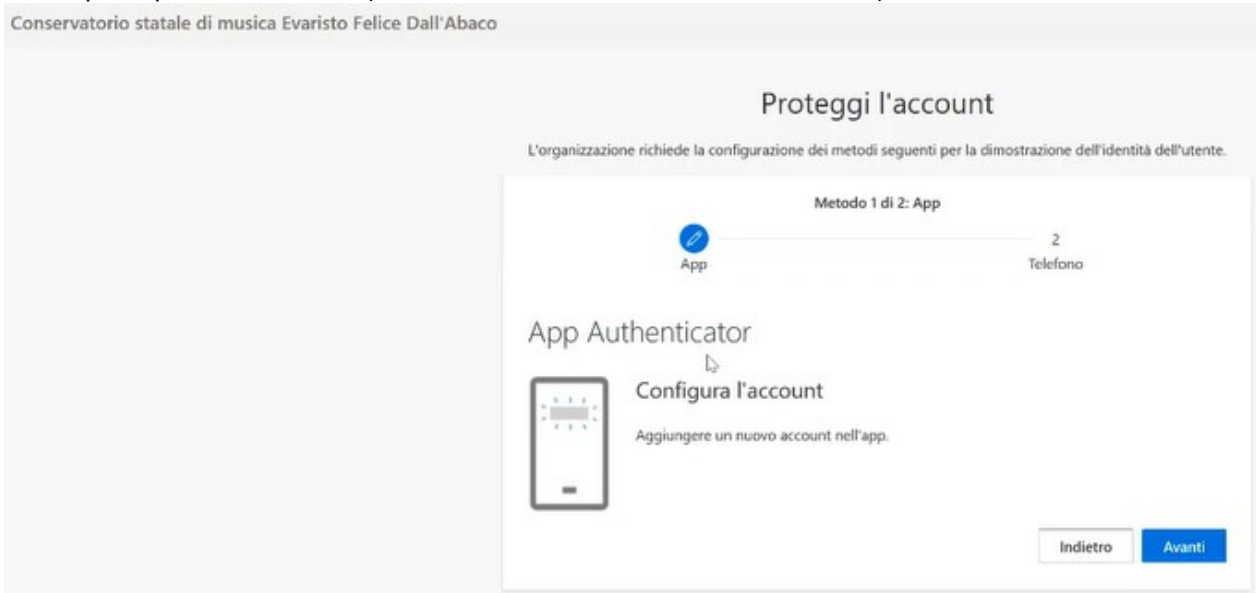 Conservatorio statale di musica Evaristo Felice Dall'Abaco
Proteggi l'account
L'organizzazione richiede la configurazione dei metodi seguenti per la dimostrazione dell'identità dell'utente.
Metodo 1 di 2: App
2
App
Telefono
App Authenticator
Configura l'account
Aggiungere un nuovo account nell'app.
Indietro
Avanti